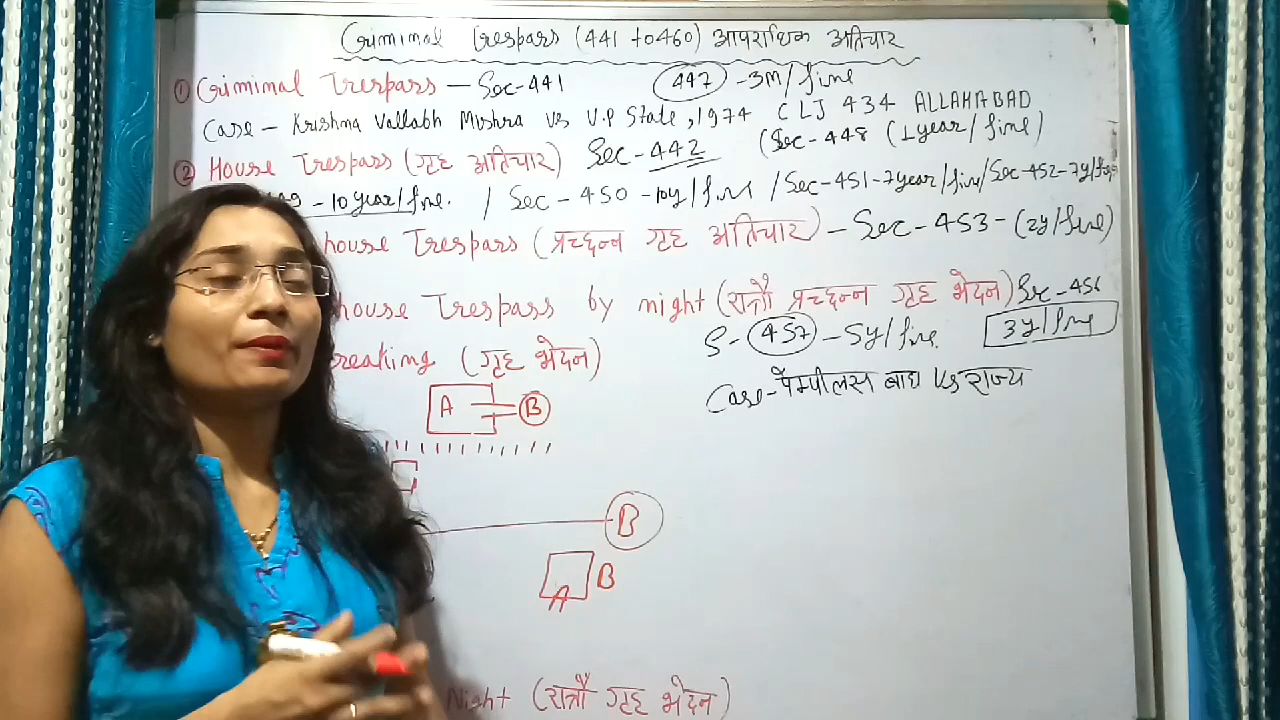 Criminal Trespass (441 to 460) आपराधिक अतिचार
① Criminal Trespass — Sec-441 447 -3M/fine
Case - Krishna Vallabh Mishra Vs U.P State, 1974 CLJ 434 ALLAHABAD
② House Trespass (गृह अतिचार) Sec-442 (Sec-448 (1year/fine)
9 - 10 year/fine. / Sec - 450 -10y/fine /Sec-451-7year/fine/Sec-452-7y/fine
house Trespass (प्रच्छन्न गृह अतिचार) - Sec-453-(2y/fine)
house Trespass by night (रात्रौ प्रच्छन्न गृह भेदन) Sec-456
S-457-5y/fine. 3y/fine
reaking (गृह भेदन)
Case- Vs राज्य
A B
B
A B
Night (रात्रौ गृह भेदन)